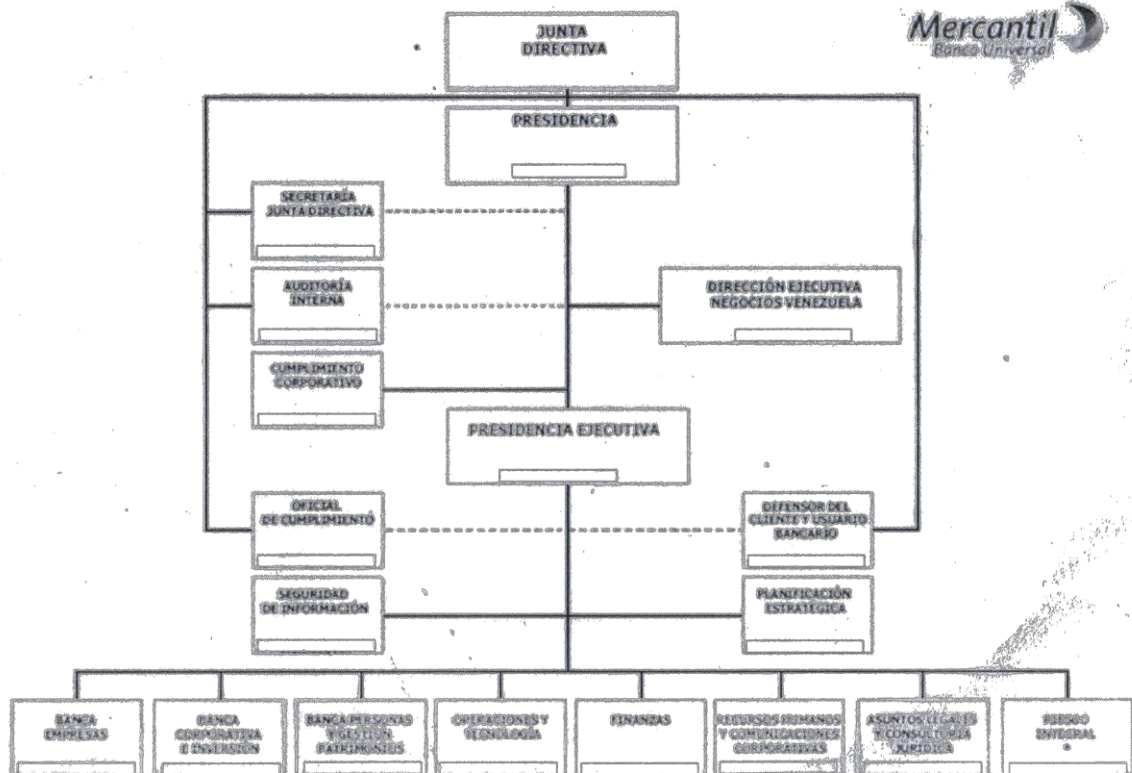 Mercantil
Banco Universal
JUNTA
DIRECTIVA
PRESIDENCIA
SECRETARÍA
JUNTA DIRECTIVA
AUDITORÍA
INTERNA
DIRECCIÓN EJECUTIVA
NEGOCIOS VENEZUELA
CUMPLIMIENTO
CORPORATIVO
PRESIDENCIA EJECUTIVA
OFICIAL
DE CUMPLIMIENTO
DEFENSOR DEL
CLIENTE Y USUARIO
BANCARIO
SEGURIDAD
DE INFORMACIÓN
PLANIFICACIÓN
ESTRATÉGICA
BANCA
EMPRESAS
BANCA
CORPORATIVA
E INVERSIÓN
BANCA PERSONAS
Y GESTIÓN
PATRIMONIOS
OPERACIONES Y
TECNOLOGÍA
FINANZAS
RECURSOS HUMANOS
Y COMUNICACIONES
CORPORATIVAS
ASUNTOS LEGALES
Y CONSULTORIA
JURÍDICA
RIESGO
INTEGRAL